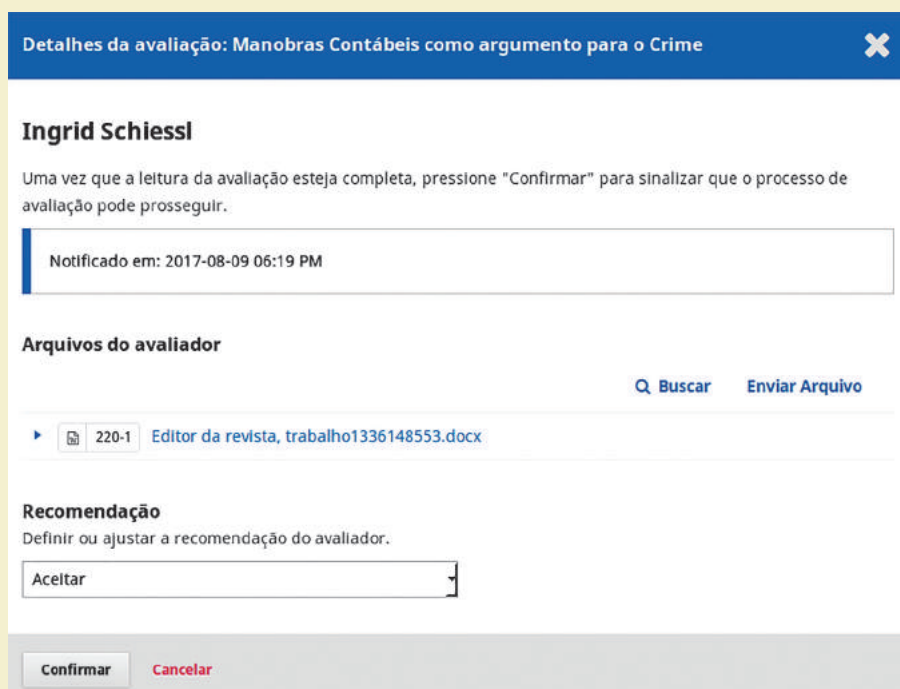 Detalhes da avaliação: Manobras Contábeis como argumento para o Crime
Ingrid Schiessl
Uma vez que a leitura da avaliação esteja completa, pressione "Confirmar" para sinalizar que o processo de
avaliação pode prosseguir.
Notificado em: 2017-08-09 06:19 PM
Arquivos do avaliador
Buscar Enviar Arquivo
220-1 Editor da revista, trabalho1336148553.docx
Recomendação
Definir ou ajustar a recomendação do avaliador.
Aceitar
Confirmar Cancelar